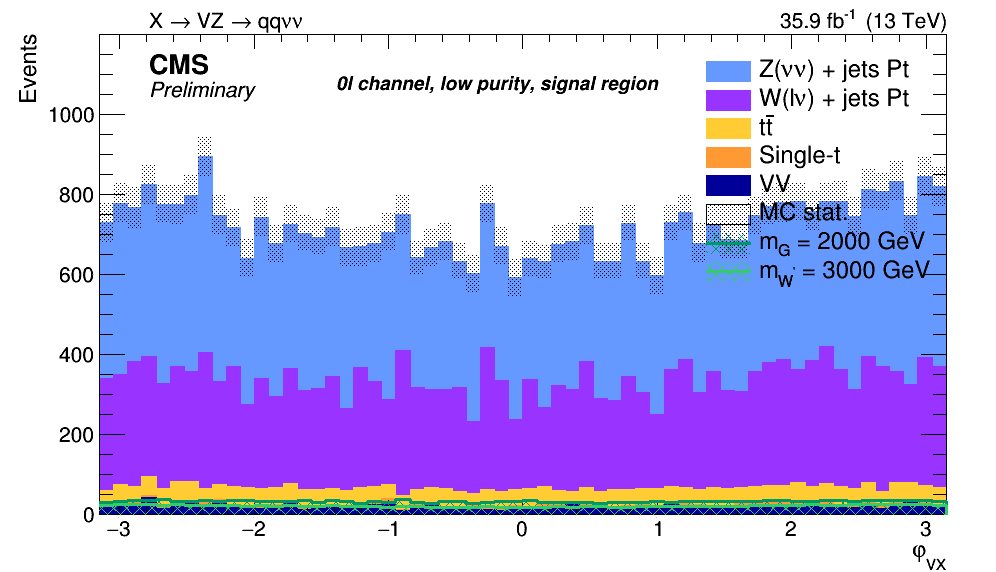 X → VZ → qqνν
35.9 fb⁻¹ (13 TeV)
Events
CMS
Preliminary
0l channel, low purity, signal region
Z(νν) + jets Pt
W(lν) + jets Pt
tt̄
Single-t
VV
MC stat.
m_G = 2000 GeV
m_W' = 3000 GeV
1000
800
600
400
200
0
−3 −2 −1 0 1 2 3
φ_VX